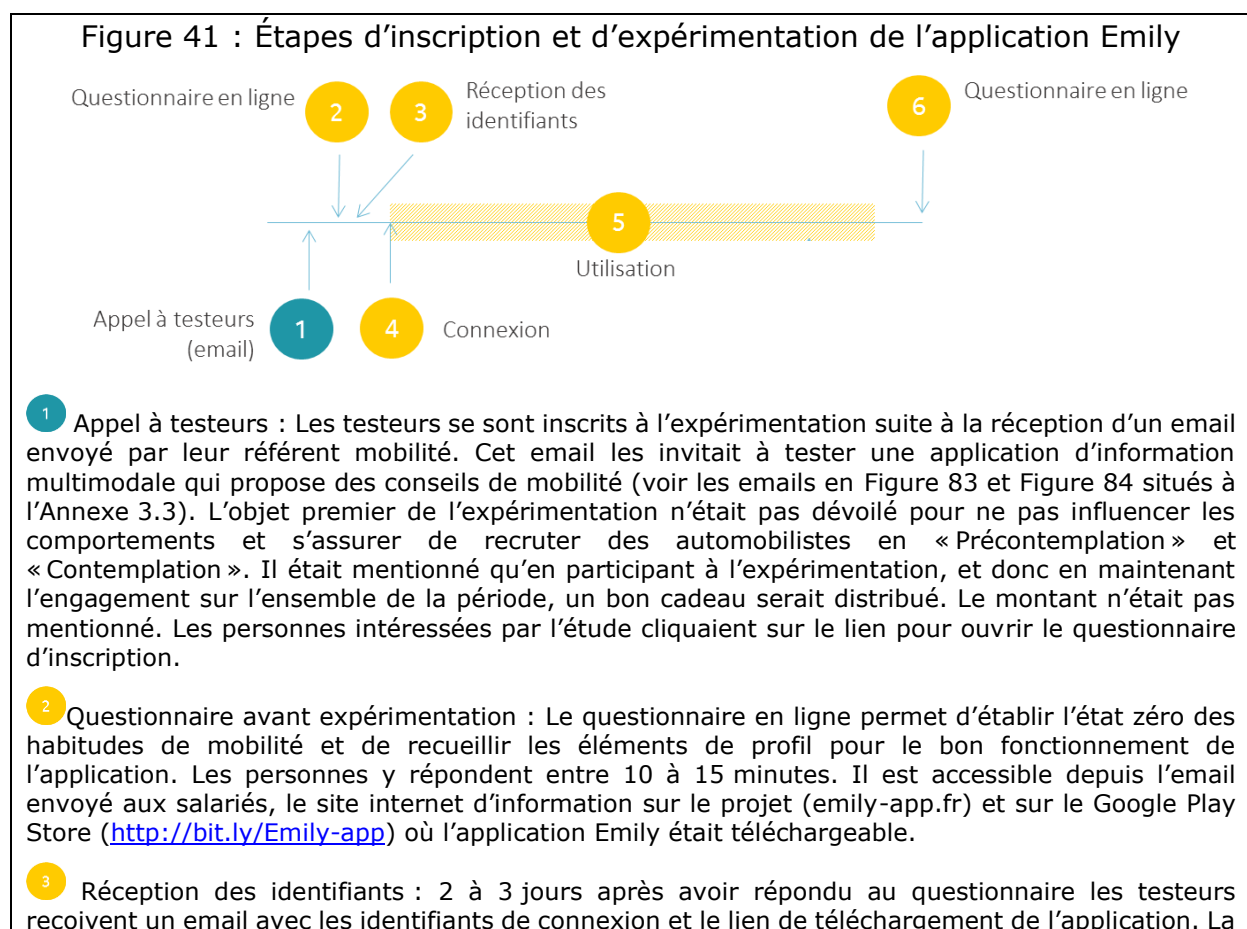 Figure 41 : Étapes d’inscription et d’expérimentation de l’application Emily
Questionnaire en ligne
2
3
Réception des
identifiants
6
Questionnaire en ligne
5
Utilisation
Appel à testeurs
(email)
1
4
Connexion
1 Appel à testeurs : Les testeurs se sont inscrits à l’expérimentation suite à la réception d’un email
envoyé par leur référent mobilité. Cet email les invitait à tester une application d’information
multimodale qui propose des conseils de mobilité (voir les emails en Figure 83 et Figure 84 situés à
l’Annexe 3.3). L’objet premier de l’expérimentation n’était pas dévoilé pour ne pas influencer les
comportements et s’assurer de recruter des automobilistes en « Précontemplation » et
« Contemplation ». Il était mentionné qu’en participant à l’expérimentation, et donc en maintenant
l’engagement sur l’ensemble de la période, un bon cadeau serait distribué. Le montant n’était pas
mentionné. Les personnes intéressées par l’étude cliquaient sur le lien pour ouvrir le questionnaire
d’inscription.
2 Questionnaire avant expérimentation : Le questionnaire en ligne permet d’établir l’état zéro des
habitudes de mobilité et de recueillir les éléments de profil pour le bon fonctionnement de
l’application. Les personnes y répondent entre 10 à 15 minutes. Il est accessible depuis l’email
envoyé aux salariés, le site internet d’information sur le projet (emily-app.fr) et sur le Google Play
Store (http://bit.ly/Emily-app) où l’application Emily était téléchargeable.
3 Réception des identifiants : 2 à 3 jours après avoir répondu au questionnaire les testeurs
reçoivent un email avec les identifiants de connexion et le lien de téléchargement de l’application. La